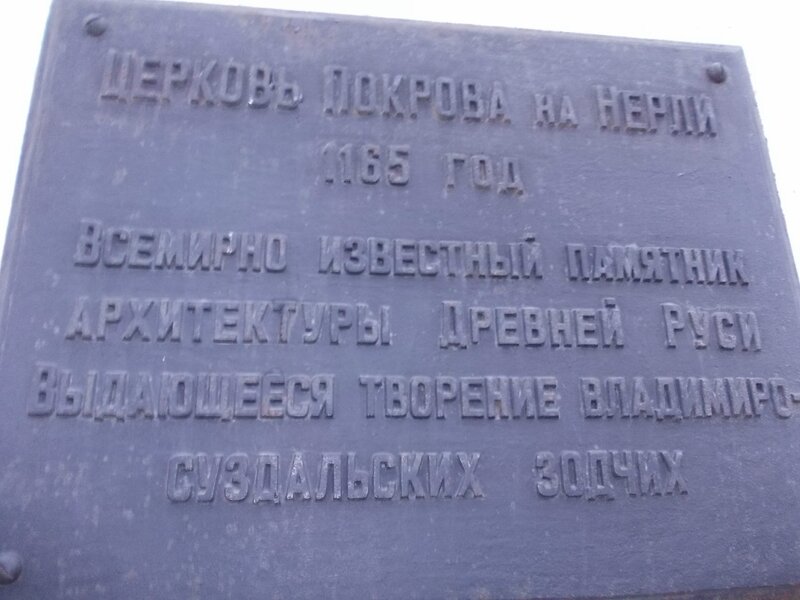 Церковь Покрова на Нерли
1165 год
Всемирно известный памятник
архитектуры Древней Руси
Выдающееся творение владимиро-
суздальских зодчих